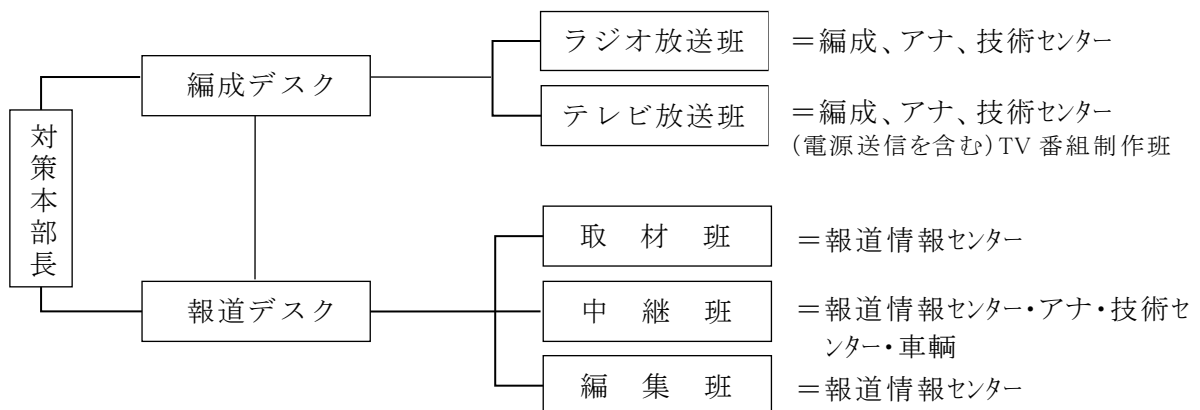 対策本部長
編成デスク
ラジオ放送班
＝編成、アナ、技術センター
テレビ放送班
＝編成、アナ、技術センター
(電源送信を含む)TV番組制作班
報道デスク
取材班
＝報道情報センター
中継班
＝報道情報センター・アナ・技術セ
ンター・車輌
編集班
＝報道情報センター